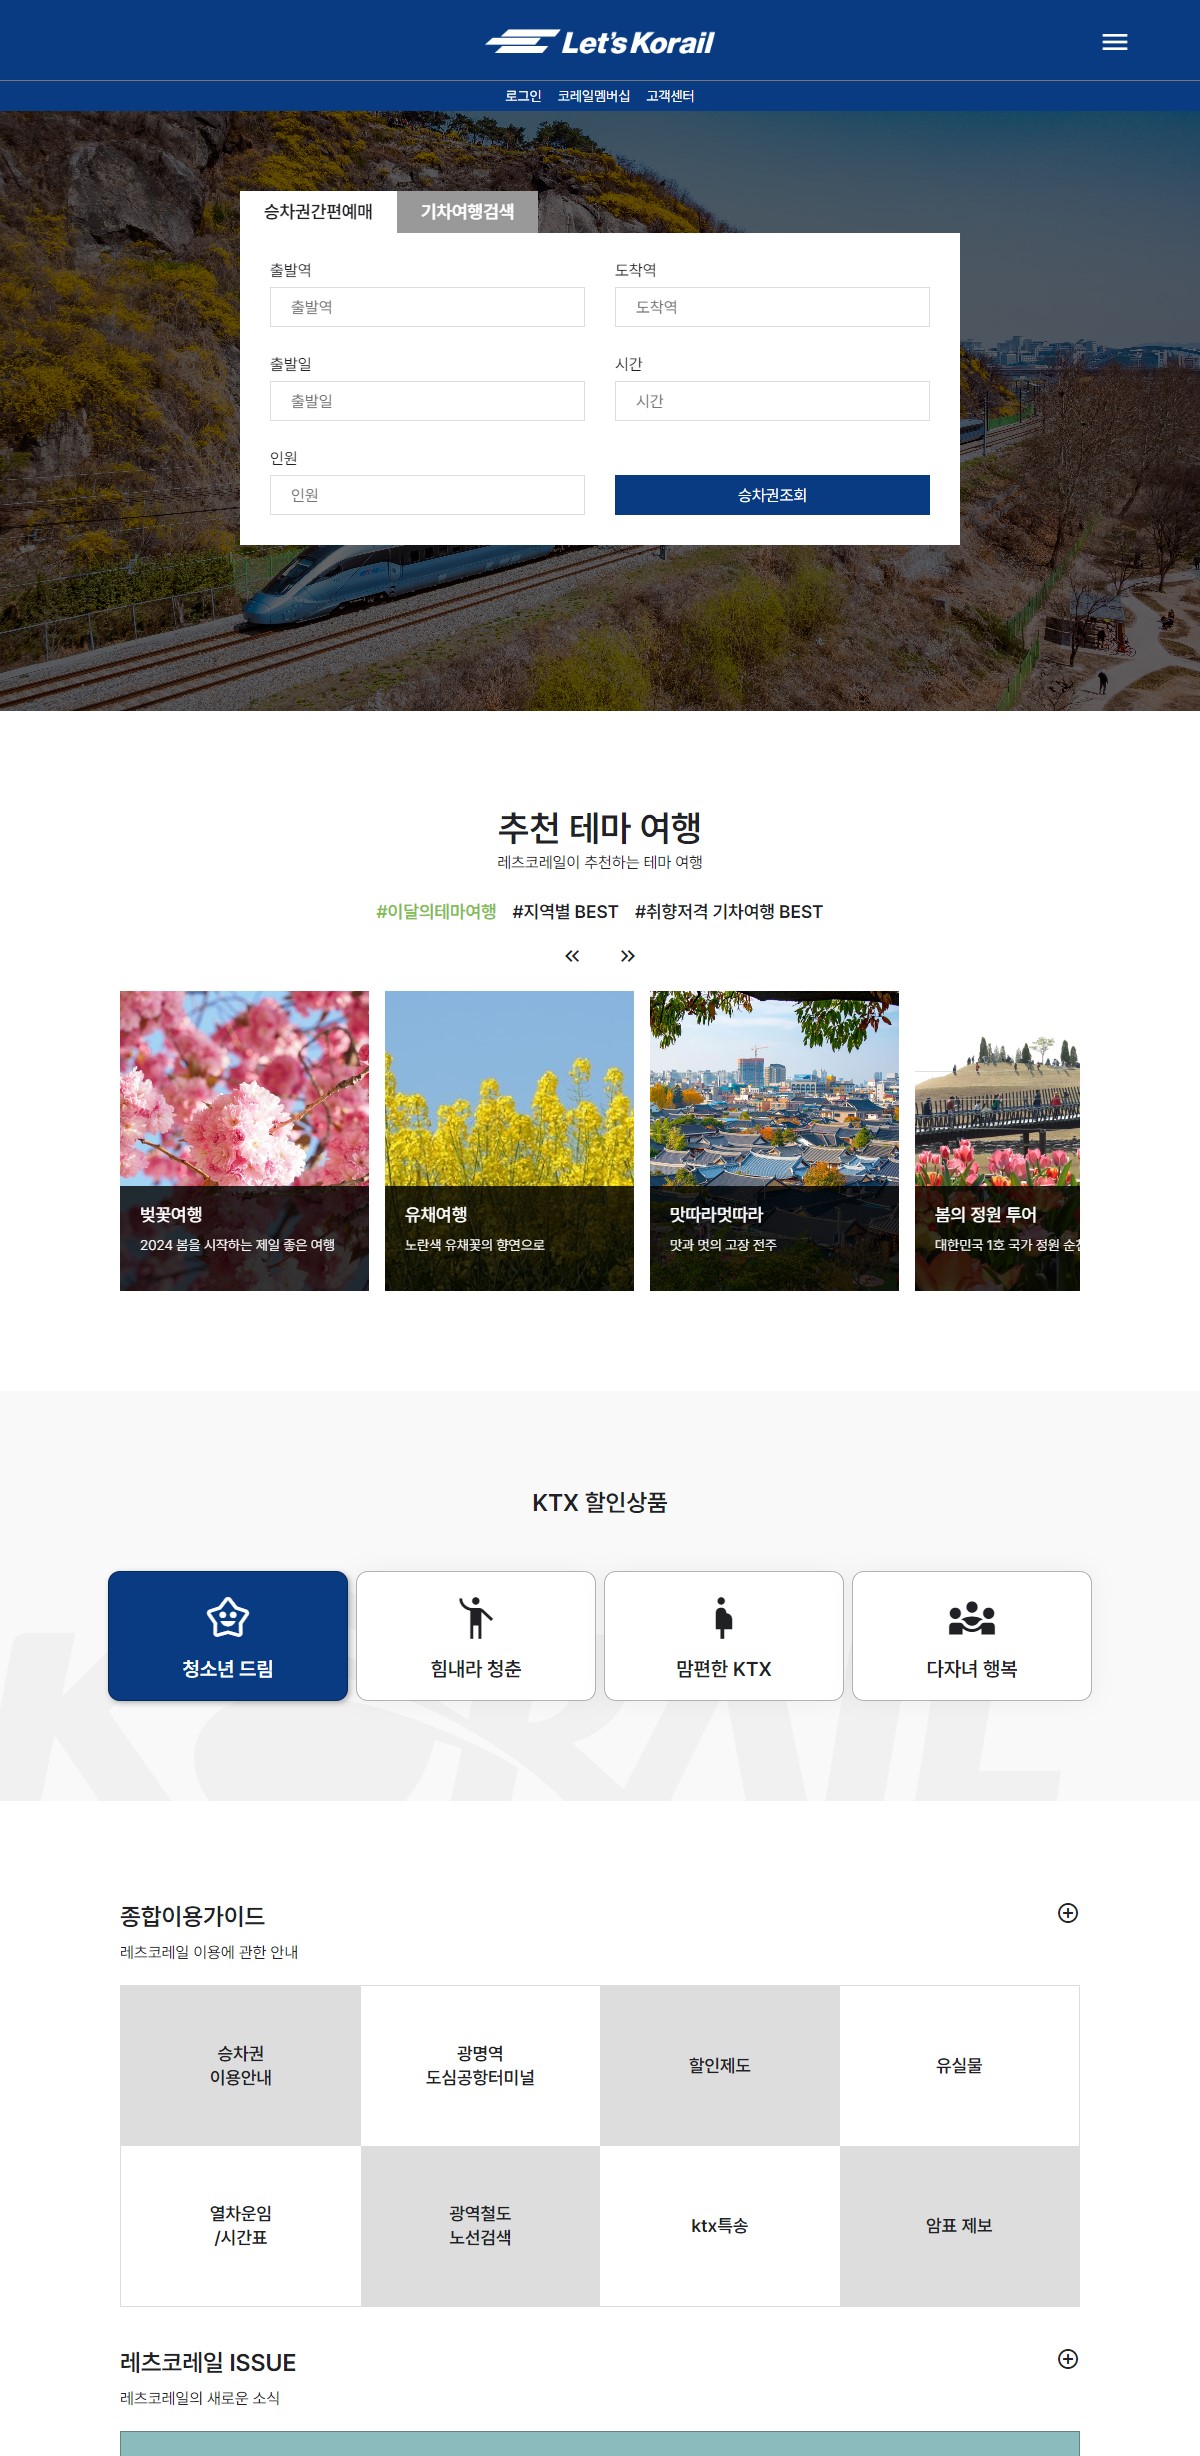 Let's Korail
로그인 코레일멤버십 고객센터
승차권간편예매 기차여행검색
출발역 도착역
출발역 도착역
출발일 시간
출발일 시간
인원
인원 승차권조회
추천 테마 여행
레츠코레일이 추천하는 테마 여행
#이달의테마여행 #지역별 BEST #취향저격 기차여행 BEST
벚꽃여행
2024 봄을 시작하는 제일 좋은 여행
유채여행
노란색 유채꽃의 향연으로
맛따라멋따라
맛과 멋의 고장 전주
봄의 정원 투어
대한민국 1호 국가 정원
KTX 할인상품
청소년 드림
힘내라 청춘
맘편한 KTX
다자녀 행복
KORAIL
종합이용가이드
레츠코레일 이용에 관한 안내
승차권
이용안내
광명역
도심공항터미널
할인제도
유실물
열차운임
/시간표
광역철도
노선검색
ktx특송
암표 제보
레츠코레일 ISSUE
레츠코레일의 새로운 소식